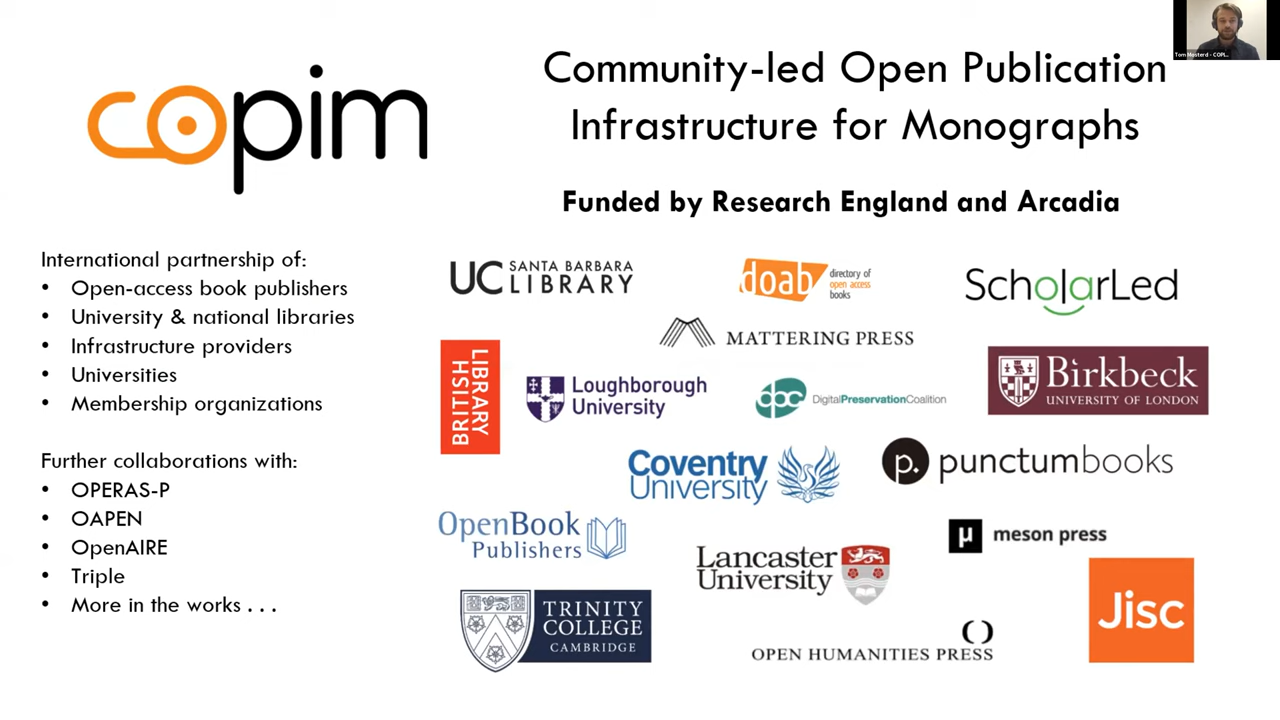 copim
Community-led Open Publication
Infrastructure for Monographs
Funded by Research England and Arcadia
International partnership of:
• Open-access book publishers
• University & national libraries
• Infrastructure providers
• Universities
• Membership organizations
Further collaborations with:
• OPERAS-P
• OAPEN
• OpenAIRE
• Triple
• More in the works . . .
UC SANTA BARBARA
LIBRARY
doab directory of
open access
books
ScholarLed
MATTERING PRESS
BRITISH
LIBRARY
Loughborough
University
dpc DigitalPreservationCoalition
Birkbeck
UNIVERSITY OF LONDON
Coventry
University
p. punctumbooks
OpenBook
Publishers
Lancaster
University
µ meson press
TRINITY
COLLEGE
CAMBRIDGE
OPEN HUMANITIES PRESS
Jisc
Tom Mosterd - COPI...